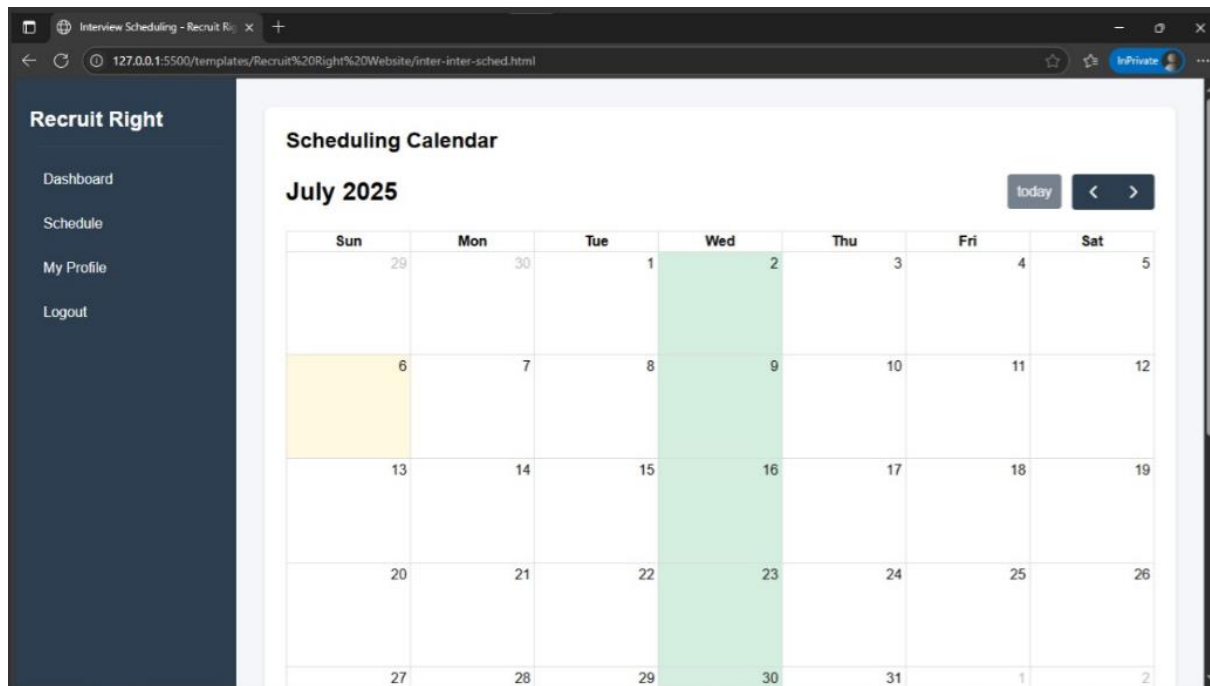 Interview Scheduling - Recruit Rig
127.0.0.1:5500/templates/Recruit%20Right%20Website/inter-inter-sched.html
InPrivate
Recruit Right
Dashboard
Schedule
My Profile
Logout
Scheduling Calendar
July 2025
today
Sun Mon Tue Wed Thu Fri Sat
29 30 1 2 3 4 5
6 7 8 9 10 11 12
13 14 15 16 17 18 19
20 21 22 23 24 25 26
27 28 29 30 31 1 2